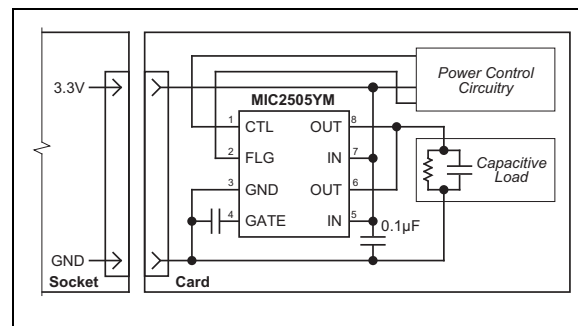 Power Control
Circuitry
3.3V
MIC2505YM
1 CTL OUT 8
2 FLG IN 7
3 GND OUT 6
4 GATE IN 5
Capacitive
Load
0.1µF
GND
Socket
Card